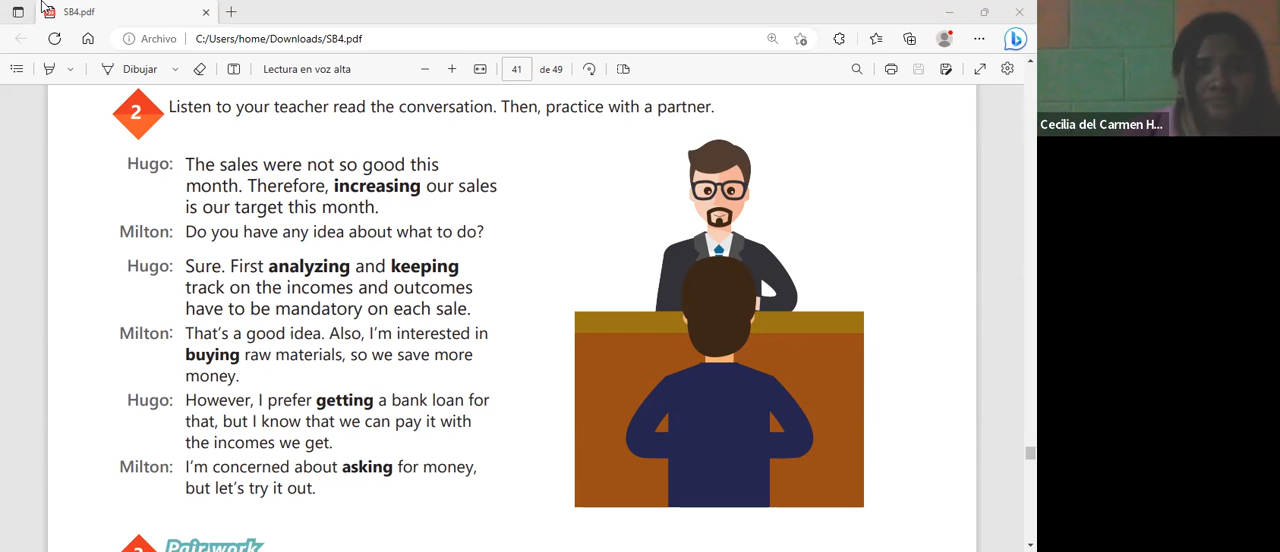 SB4.pdf
Archivo C:/Users/home/Downloads/SB4.pdf
Dibujar Lectura en voz alta 41 de 49
2 Listen to your teacher read the conversation. Then, practice with a partner.
Hugo: The sales were not so good this
month. Therefore, increasing our sales
is our target this month.
Milton: Do you have any idea about what to do?
Hugo: Sure. First analyzing and keeping
track on the incomes and outcomes
have to be mandatory on each sale.
Milton: That's a good idea. Also, I'm interested in
buying raw materials, so we save more
money.
Hugo: However, I prefer getting a bank loan for
that, but I know that we can pay it with
the incomes we get.
Milton: I'm concerned about asking for money,
but let's try it out.
3 Pair work
Cecilia del Carmen H...